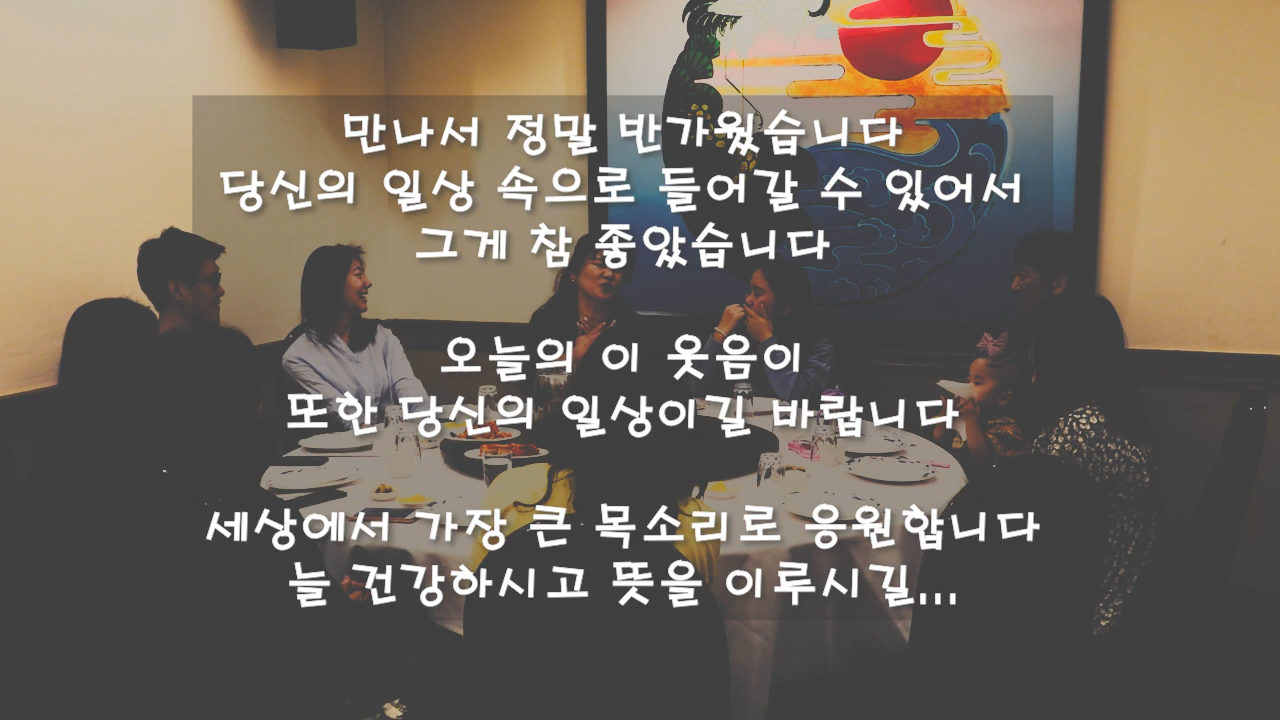 만나서 정말 반가웠습니다
당신의 일상 속으로 들어갈 수 있어서
그게 참 좋았습니다
오늘의 이 웃음이
또한 당신의 일상이길 바랍니다
세상에서 가장 큰 목소리로 응원합니다
늘 건강하시고 뜻을 이루시길...